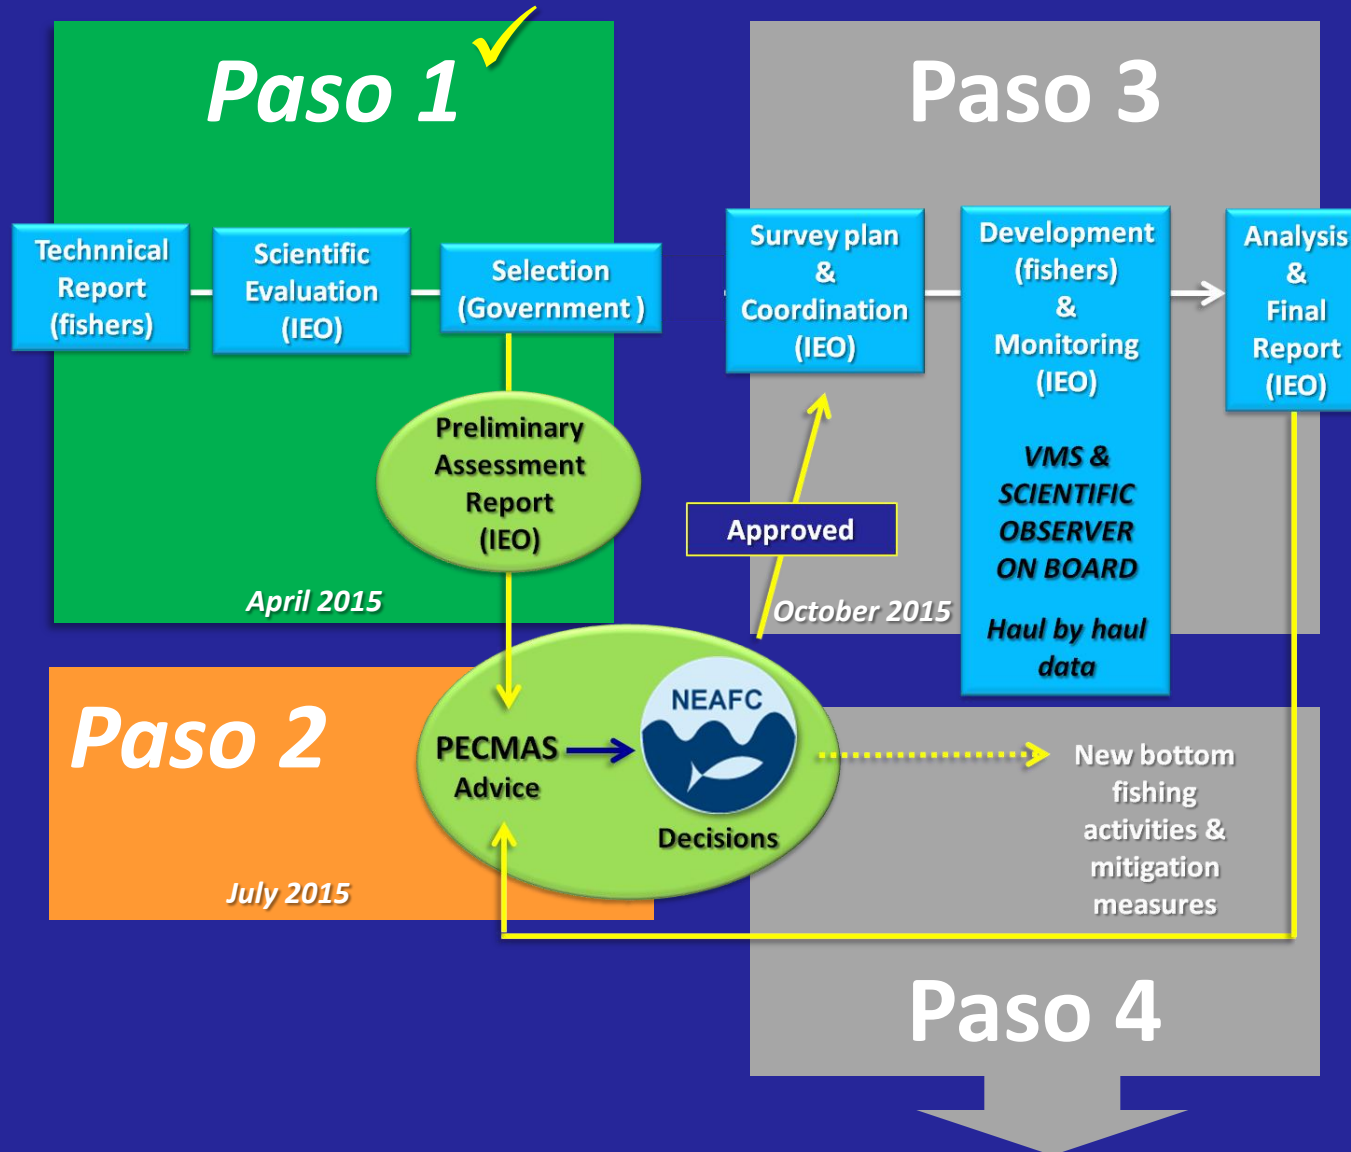 Paso 1
Technnical
Report
(fishers)
Scientific
Evaluation
(IEO)
Selection
(Government )
Preliminary
Assessment
Report
(IEO)
April 2015
Paso 2
July 2015
PECMAS
Advice
NEAFC
Decisions
Approved
Paso 3
Survey plan
&
Coordination
(IEO)
Development
(fishers)
&
Monitoring
(IEO)
VMS &
SCIENTIFIC
OBSERVER
ON BOARD
Haul by haul
data
Analysis
&
Final
Report
(IEO)
October 2015
New bottom
fishing
activities &
mitigation
measures
Paso 4